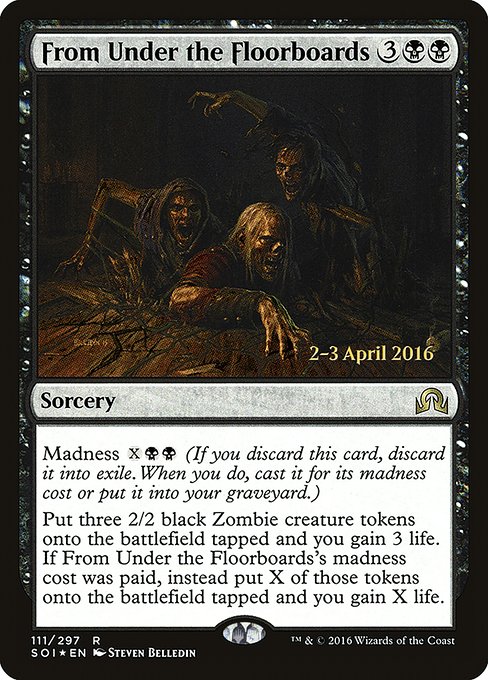 From Under the Floorboards 3
2-3 April 2016
Sorcery
Madness X (If you discard this card, discard
it into exile. When you do, cast it for its madness
cost or put it into your graveyard.)
Put three 2/2 black Zombie creature tokens
onto the battlefield tapped and you gain 3 life.
If From Under the Floorboards's madness
cost was paid, instead put X of those tokens
onto the battlefield tapped and you gain X life.
111/297 R
SOI★EN Steven Belledin
™ & © 2016 Wizards of the Coast